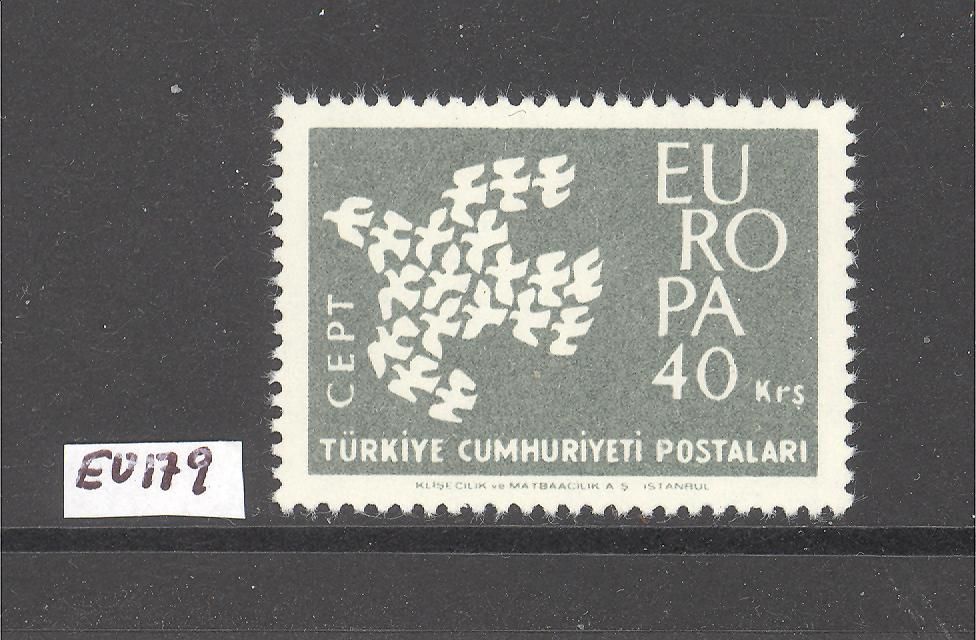 EU
RO
PA
40 Krş
CEPT
TÜRKİYE CUMHURİYETİ POSTALARI
KLİŞECİLİK ve MATBAACILIK A. Ş. İSTANBUL
EU179